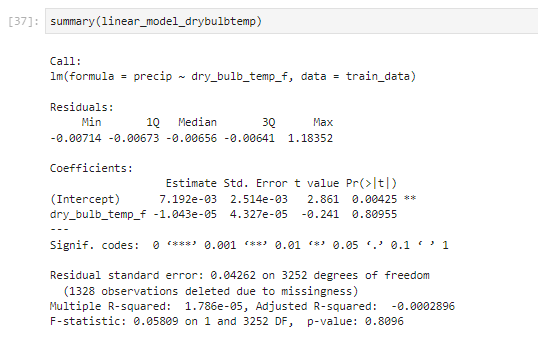 [37]: summary(linear_model_drybulbtemp)
Call:
lm(formula = precip ~ dry_bulb_temp_f, data = train_data)
Residuals:
Min 1Q Median 3Q Max
-0.00714 -0.00673 -0.00656 -0.00641 1.18352
Coefficients:
Estimate Std. Error t value Pr(>|t|)
(Intercept) 7.192e-03 2.514e-03 2.861 0.00425 **
dry_bulb_temp_f -1.043e-05 4.327e-05 -0.241 0.80955
---
Signif. codes: 0 ‘***’ 0.001 ‘**’ 0.01 ‘*’ 0.05 ‘.’ 0.1 ‘ ’ 1
Residual standard error: 0.04262 on 3252 degrees of freedom
(1328 observations deleted due to missingness)
Multiple R-squared: 1.786e-05, Adjusted R-squared: -0.0002896
F-statistic: 0.05809 on 1 and 3252 DF, p-value: 0.8096